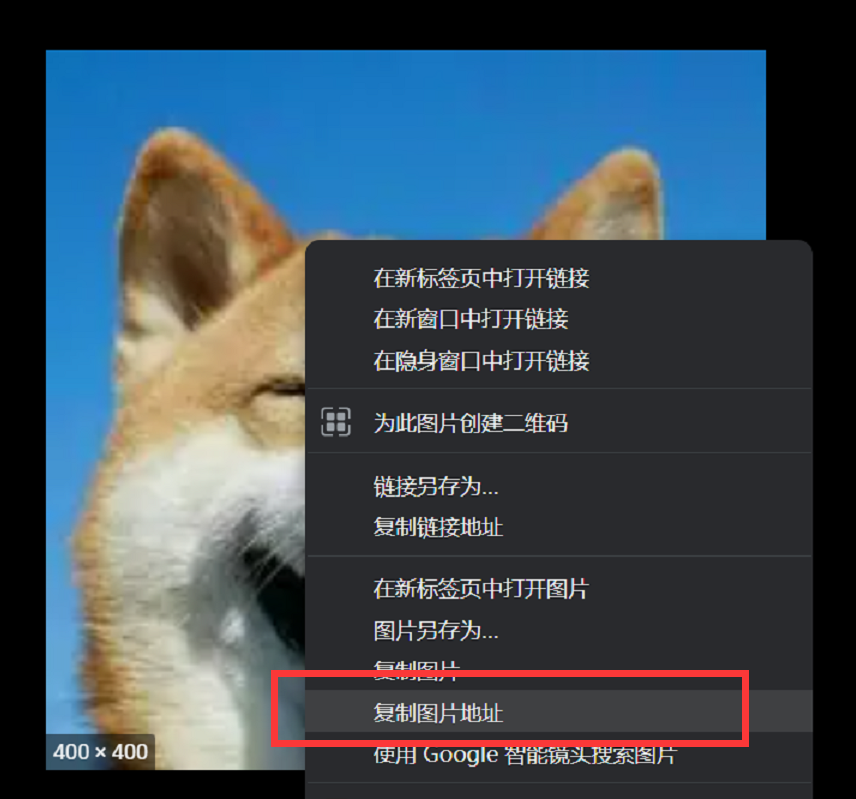 在新标签页中打开链接
在新窗口中打开链接
在隐身窗口中打开链接
为此图片创建二维码
链接另存为...
复制链接地址
在新标签页中打开图片
图片另存为...
复制图片
复制图片地址
使用 Google 智能镜头搜索图片
400 × 400